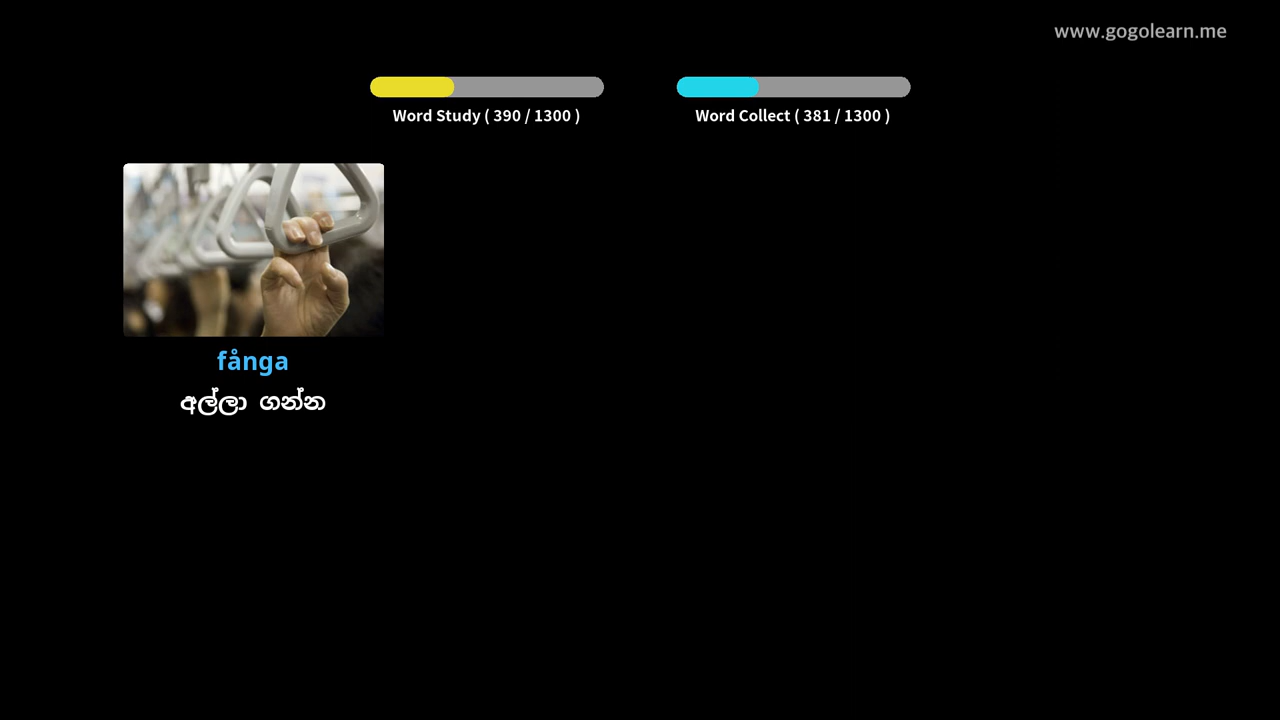 www.gogolearn.me
Word Study ( 390 / 1300 )
Word Collect ( 381 / 1300 )
fånga
අල්ලා ගන්න